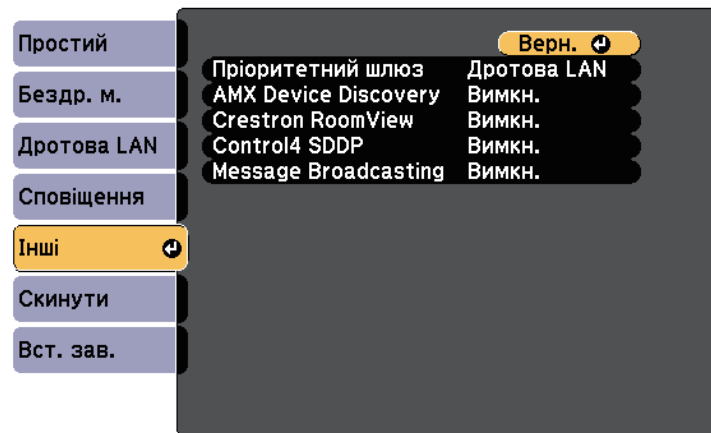 Простий
Бездр. м.
Дротова LAN
Сповіщення
Інші
Скинути
Вст. зав.
Верн.
Пріоритетний шлюз Дротова LAN
AMX Device Discovery Вимкн.
Crestron RoomView Вимкн.
Control4 SDDP Вимкн.
Message Broadcasting Вимкн.